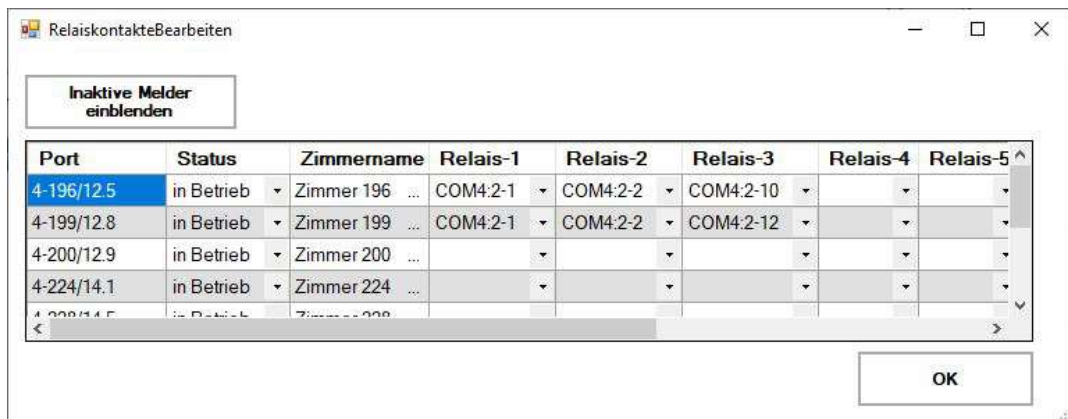 RelaiskontakteBearbeiten
Inaktive Melder
einblenden
Port Status Zimmername Relais-1 Relais-2 Relais-3 Relais-4 Relais-5
4-196/12.5 in Betrieb Zimmer 196 ... COM4:2-1 COM4:2-2 COM4:2-10
4-199/12.8 in Betrieb Zimmer 199 ... COM4:2-1 COM4:2-2 COM4:2-12
4-200/12.9 in Betrieb Zimmer 200 ...
4-224/14.1 in Betrieb Zimmer 224 ...
in Betrieb Zimmer
OK